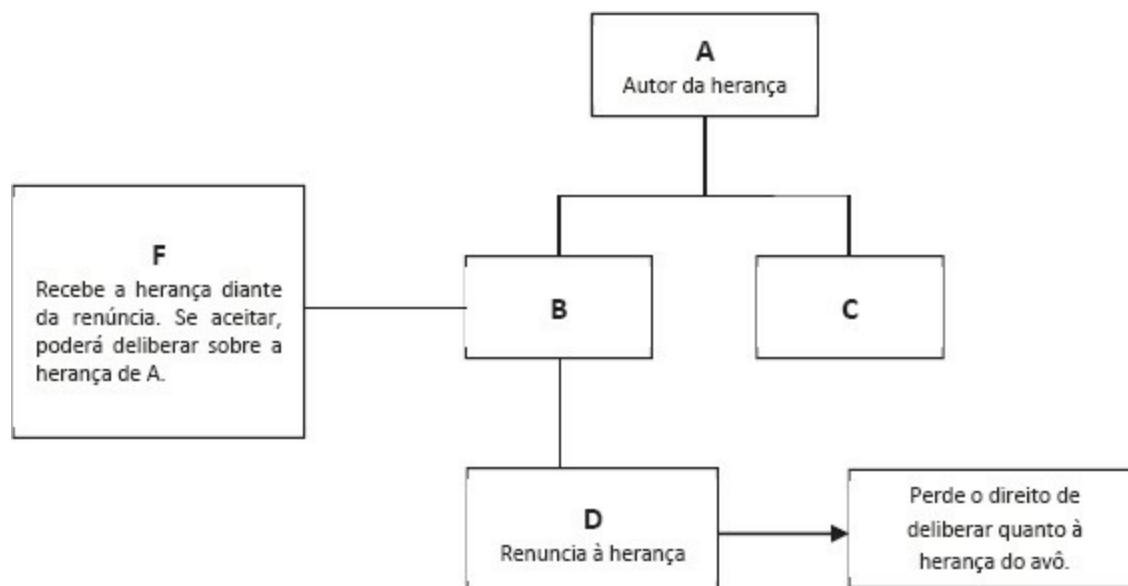 A
Autor da herança
F
Recebe a herança diante
da renúncia. Se aceitar,
poderá deliberar sobre a
herança de A.
B
C
D
Renuncia à herança
Perde o direito de
deliberar quanto à
herança do avô.